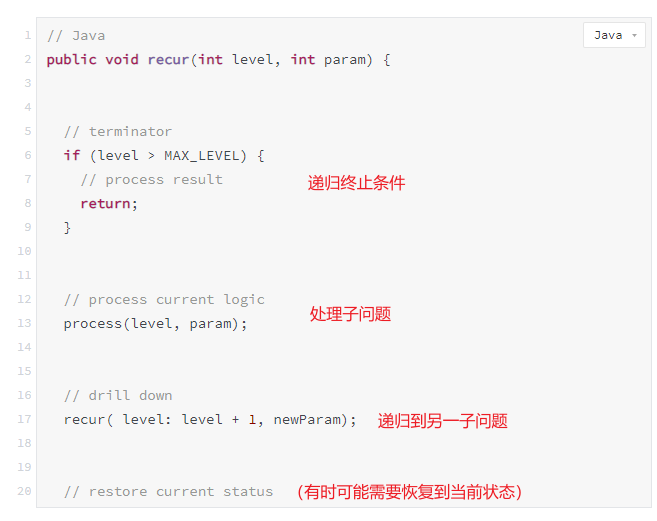 Java
1 // Java
2 public void recur(int level, int param) {
3
4
5 // terminator
6 if (level > MAX_LEVEL) {
7 // process result 递归终止条件
8 return;
9 }
10
11
12 // process current logic
13 process(level, param); 处理子问题
14
15
16 // drill down
17 recur( level: level + 1, newParam); 递归到另一子问题
18
19
20 // restore current status （有时可能需要恢复到当前状态）